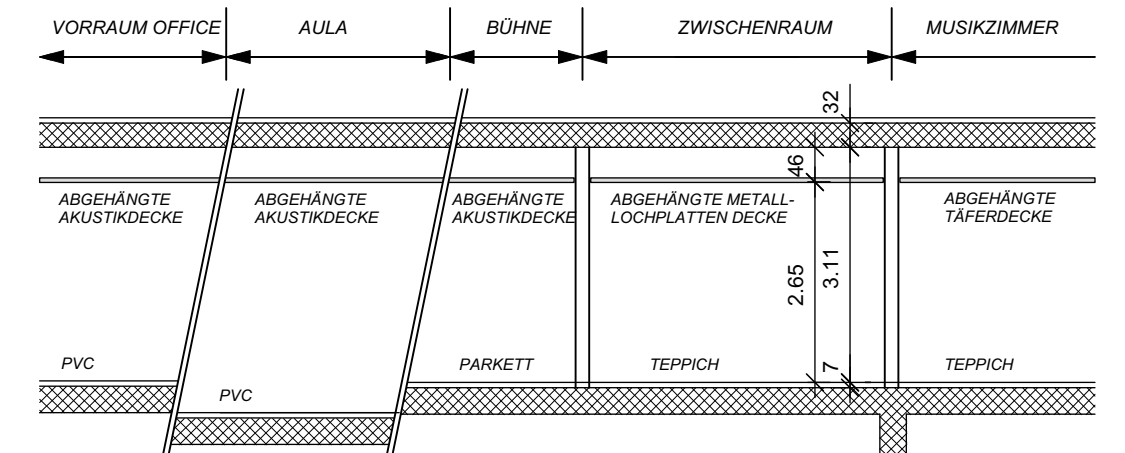 VORRAUM OFFICE
AULA
BÜHNE
ZWISCHENRAUM
MUSIKZIMMER
32
46
ABGEHÄNGTE
AKUSTIKDECKE
ABGEHÄNGTE
AKUSTIKDECKE
ABGEHÄNGTE
AKUSTIKDECKE
ABGEHÄNGTE METALL-
LOCHPLATTEN DECKE
ABGEHÄNGTE
TÄFERDECKE
2.65
3.11
PVC
PVC
PARKETT
TEPPICH
7
TEPPICH